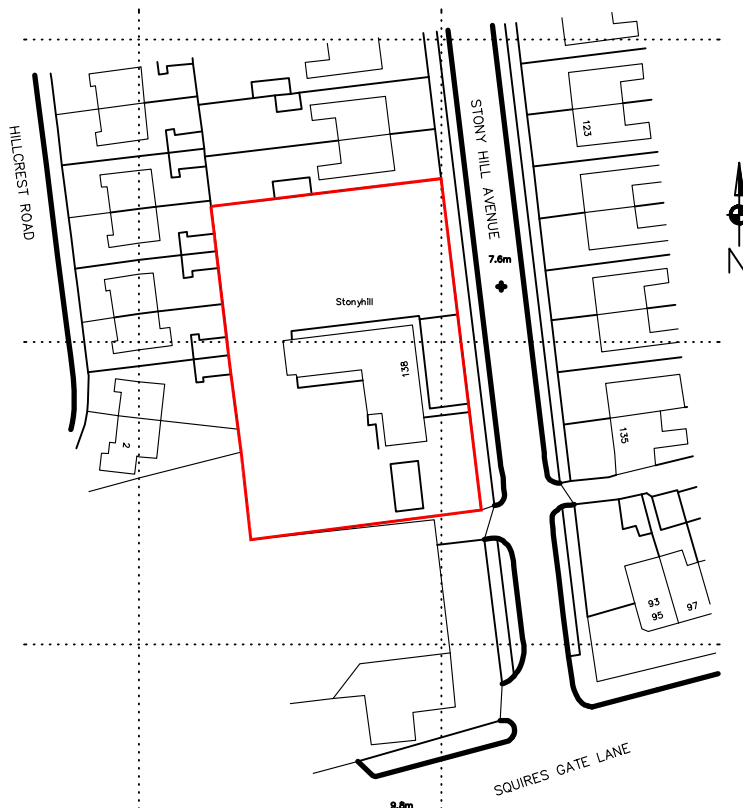 123
HILLCREST ROAD
STONY HILL AVENUE
7.6m
N
Stonyhill
138
135
2
93
95
97
SQUIRES GATE LANE
9.8m